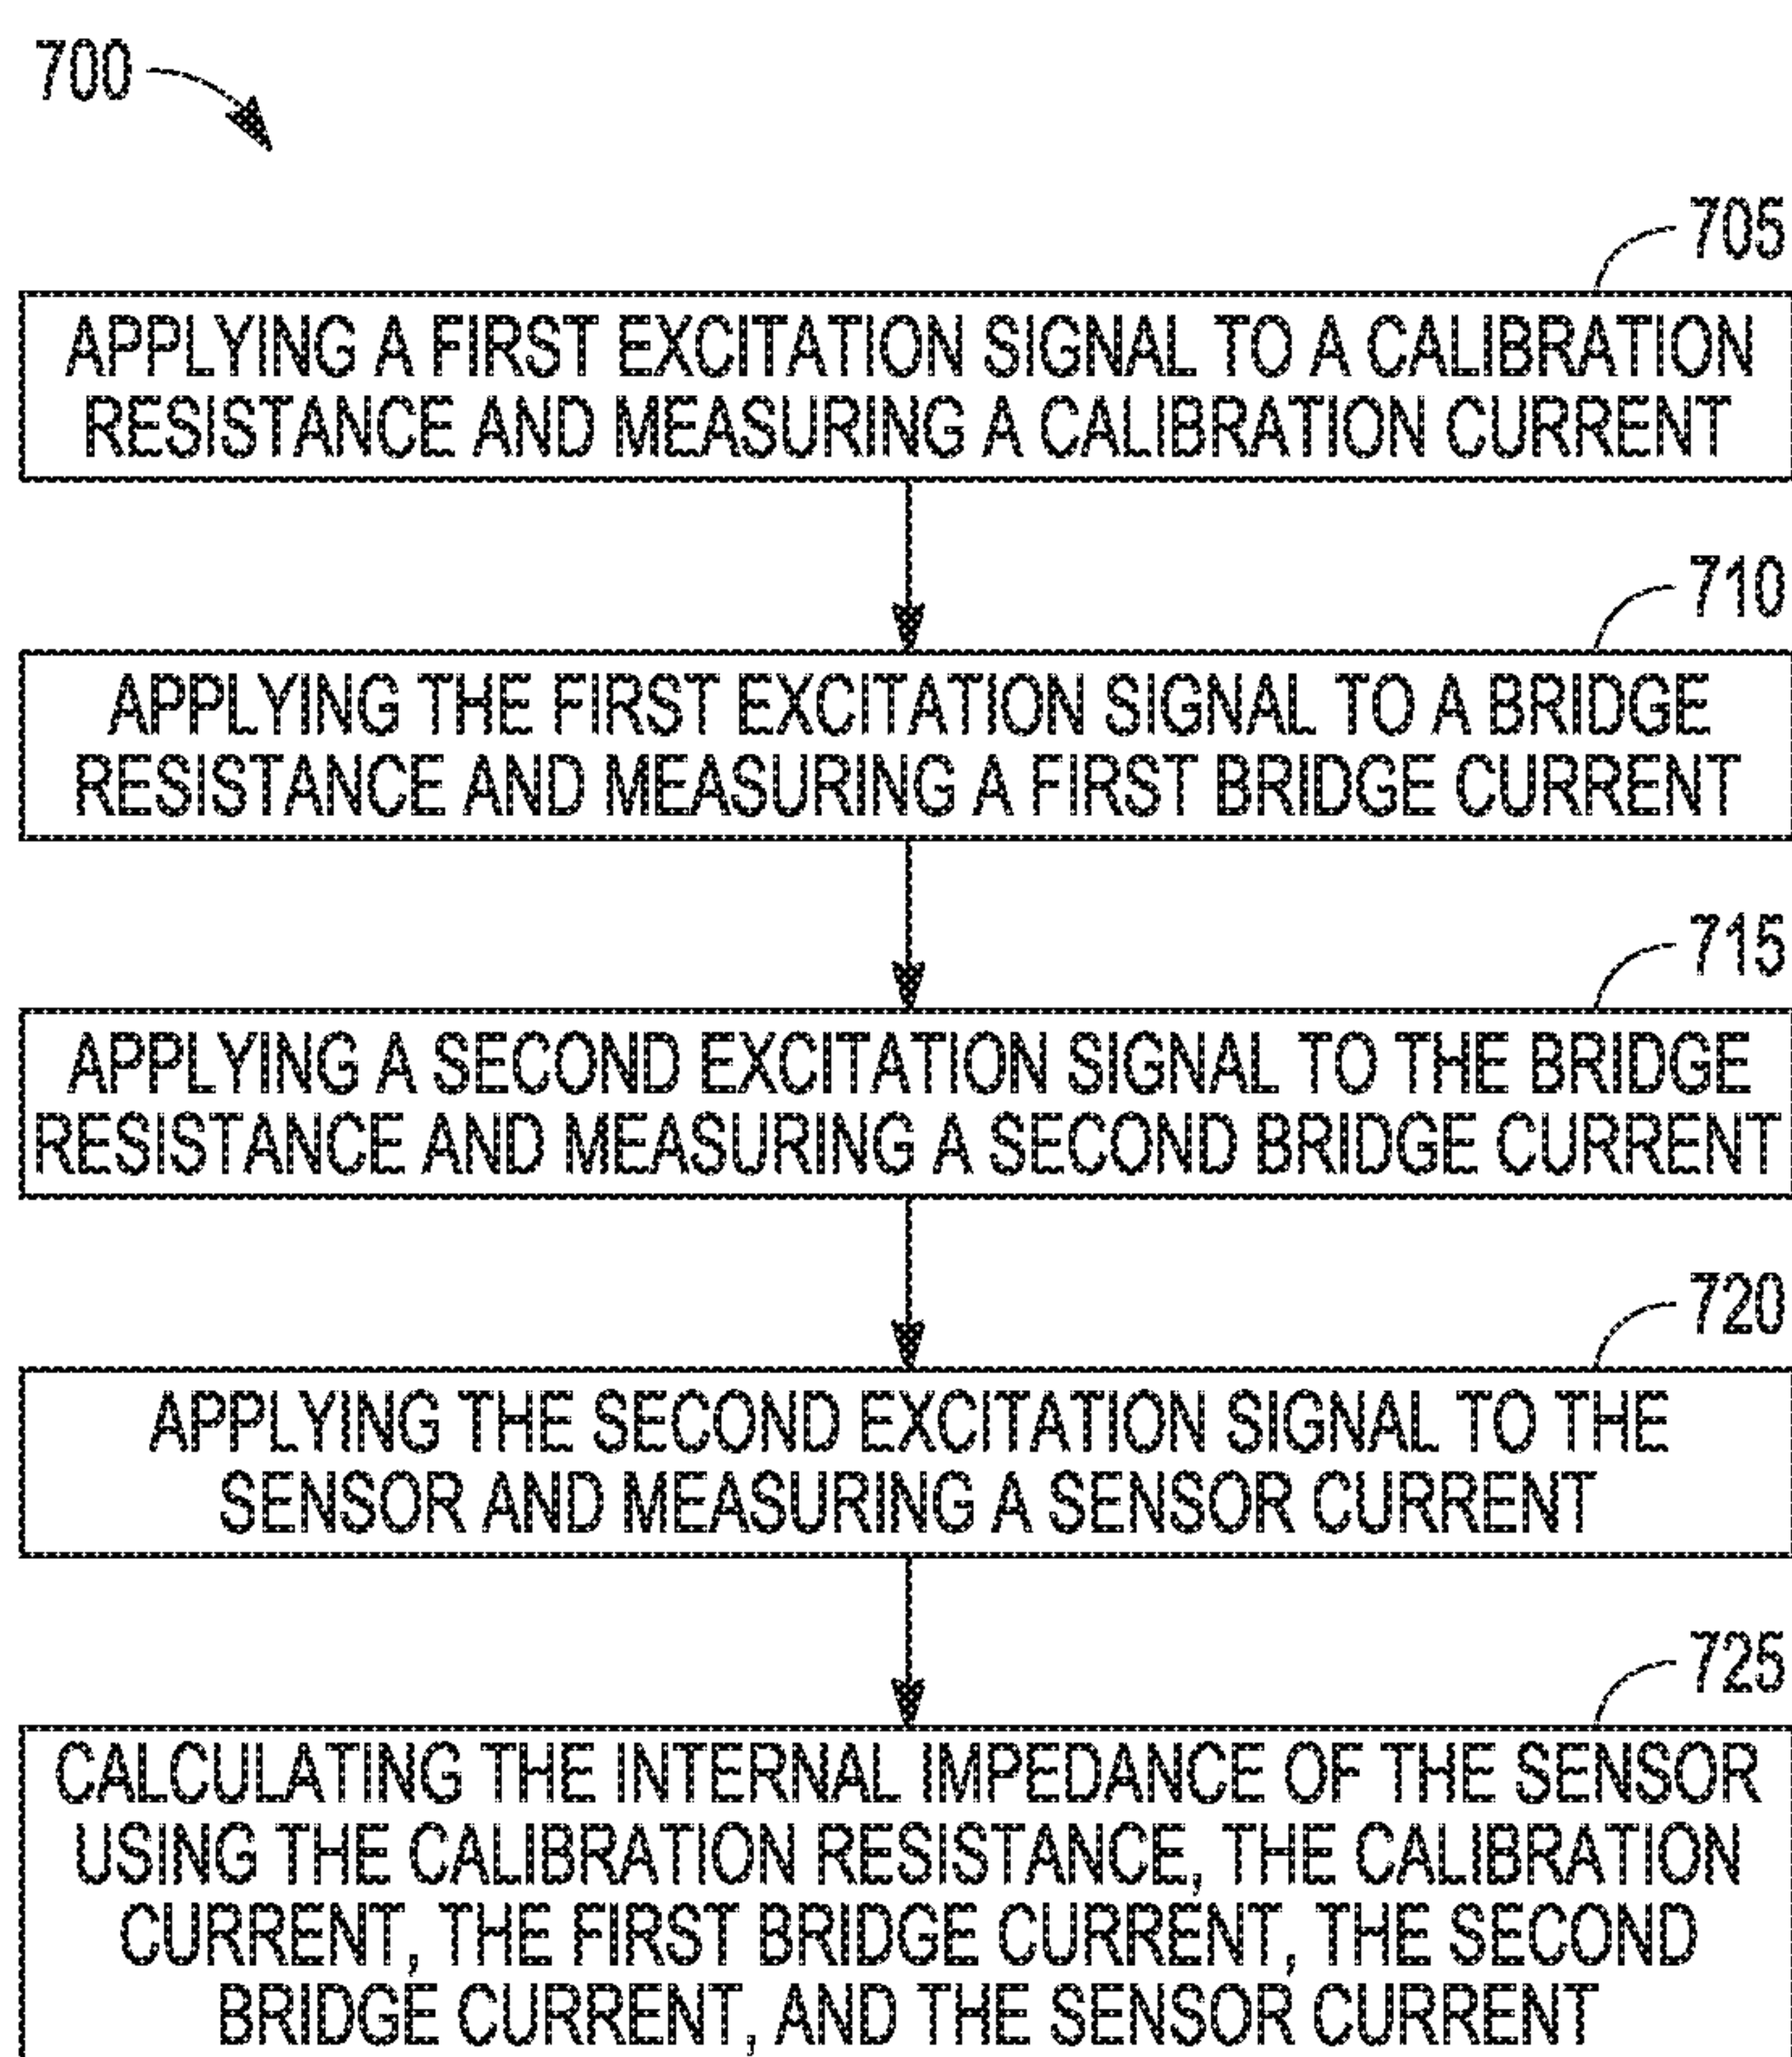 700
705
APPLYING A FIRST EXCITATION SIGNAL TO A CALIBRATION
RESISTANCE AND MEASURING A CALIBRATION CURRENT
710
APPLYING THE FIRST EXCITATION SIGNAL TO A BRIDGE
RESISTANCE AND MEASURING A FIRST BRIDGE CURRENT
715
APPLYING A SECOND EXCITATION SIGNAL TO THE BRIDGE
RESISTANCE AND MEASURING A SECOND BRIDGE CURRENT
720
APPLYING THE SECOND EXCITATION SIGNAL TO THE
SENSOR AND MEASURING A SENSOR CURRENT
725
CALCULATING THE INTERNAL IMPEDANCE OF THE SENSOR
USING THE CALIBRATION RESISTANCE, THE CALIBRATION
CURRENT, THE FIRST BRIDGE CURRENT, THE SECOND
BRIDGE CURRENT, AND THE SENSOR CURRENT